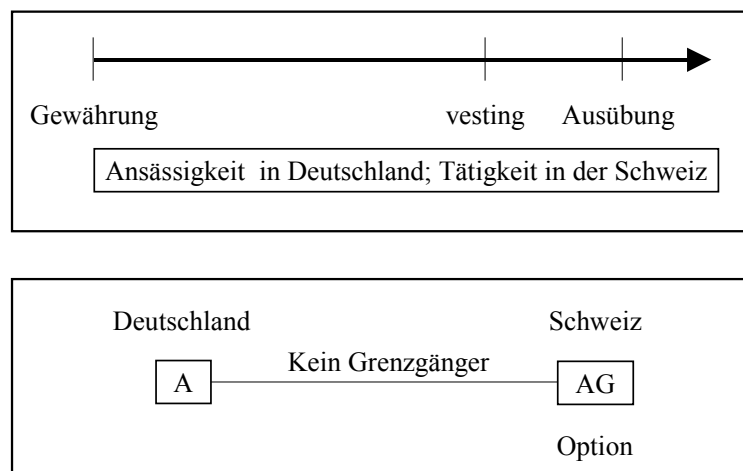 Gewährung vesting Ausübung
Ansässigkeit in Deutschland; Tätigkeit in der Schweiz
Deutschland Schweiz
Kein Grenzgänger
A AG
Option